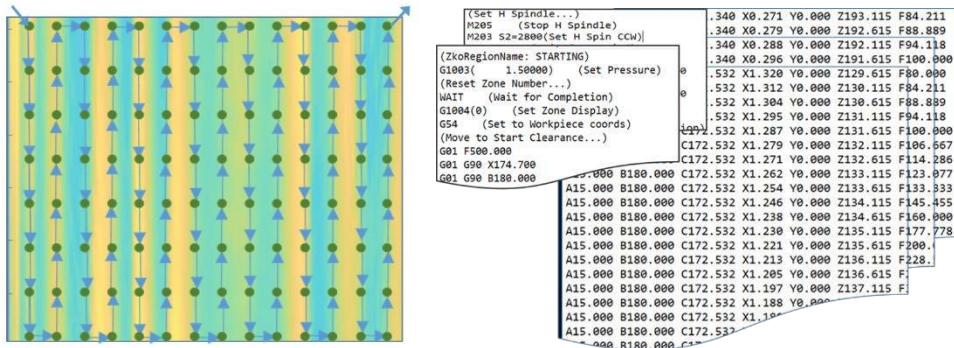 (Set H Spindle...)
M205 (Stop H Spindle)
M203 S2=2800(Set H Spin CCW)
(ZkoRegionName: STARTING)
G1003( 1.50000) (Set Pressure)
(Reset Zone Number...)
WAIT (Wait for Completion)
G1004(0) (Set Zone Display)
G54 (Set to Workpiece coords)
(Move to Start Clearance...)
G01 F500.000
G01 G90 X174.700
G01 G90 B180.000
.340 X0.271 Y0.000 Z193.115 F84.211
.340 X0.279 Y0.000 Z192.615 F88.889
.340 X0.288 Y0.000 Z192.115 F94.118
.340 X0.296 Y0.000 Z191.615 F100.000
.532 X1.320 Y0.000 Z129.615 F80.000
.532 X1.312 Y0.000 Z130.115 F84.211
.532 X1.304 Y0.000 Z130.615 F88.889
.532 X1.295 Y0.000 Z131.115 F94.118
.532 X1.287 Y0.000 Z131.615 F100.000
C172.532 X1.279 Y0.000 Z132.115 F106.667
C172.532 X1.271 Y0.000 Z132.615 F114.286
A15.000 B180.000 C172.532 X1.262 Y0.000 Z133.115 F123.077
A15.000 B180.000 C172.532 X1.254 Y0.000 Z133.615 F133.333
A15.000 B180.000 C172.532 X1.246 Y0.000 Z134.115 F145.455
A15.000 B180.000 C172.532 X1.238 Y0.000 Z134.615 F160.000
A15.000 B180.000 C172.532 X1.230 Y0.000 Z135.115 F177.778
A15.000 B180.000 C172.532 X1.221 Y0.000 Z135.615 F200.
A15.000 B180.000 C172.532 X1.213 Y0.000 Z136.115 F228.
A15.000 B180.000 C172.532 X1.205 Y0.000 Z136.615
A15.000 B180.000 C172.532 X1.197 Y0.000 Z137.115
A15.000 B180.000 C172.532 X1.188
A15.000 B180.000 C172.532
B180.000